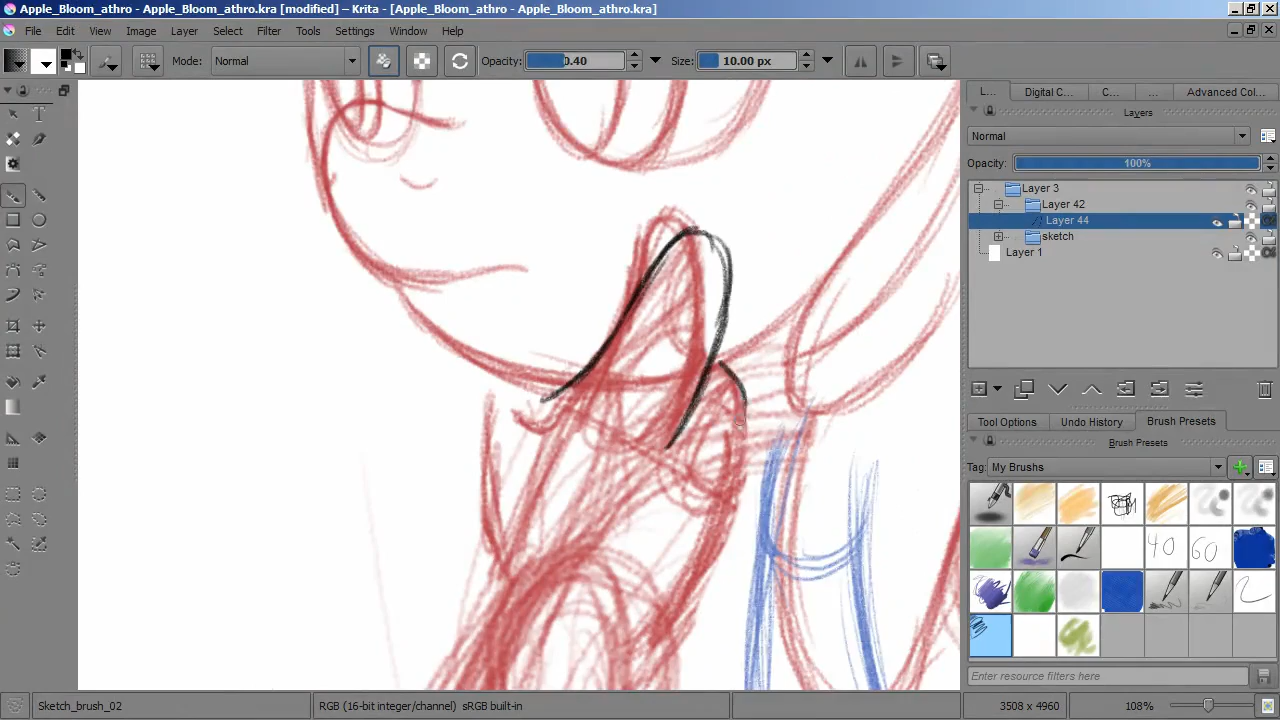 Apple_Bloom_athro - Apple_Bloom_athro.kra [modified] – Krita - [Apple_Bloom_athro - Apple_Bloom_athro.kra]
File Edit View Image Layer Select Filter Tools Settings Window Help
Mode: Normal Opacity: 0.40 Size: 10.00 px
L... Digital C... C... ... Advanced Col...
Layers
Normal
Opacity: 100%
Layer 3
Layer 42
Layer 44
sketch
Layer 1
Tool Options Undo History Brush Presets
Brush Presets
Tag: My Brushes
40 60
Enter resource filters here
Sketch_brush_02 RGB (16-bit integer/channel) sRGB built-in 3508 x 4960 108%